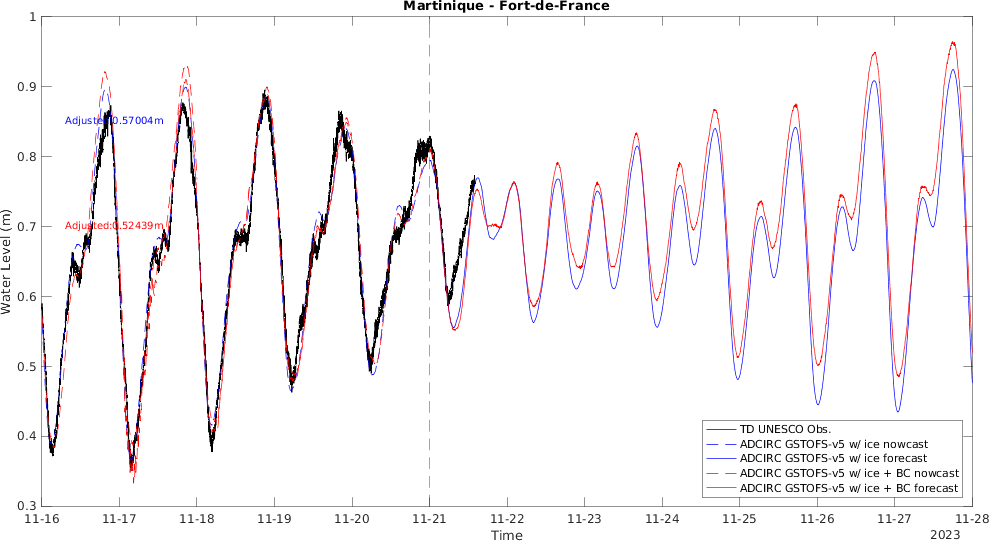 Martinique - Fort-de-France
Water Level (m)
1
0.9
0.8
0.7
0.6
0.5
0.4
0.3
Adjusted:0.57004m
Adjusted:0.52439m
TD UNESCO Obs.
ADCIRC GSTOFS-v5 w/ ice nowcast
ADCIRC GSTOFS-v5 w/ ice forecast
ADCIRC GSTOFS-v5 w/ ice + BC nowcast
ADCIRC GSTOFS-v5 w/ ice + BC forecast
11-16 11-17 11-18 11-19 11-20 11-21 11-22 11-23 11-24 11-25 11-26 11-27 11-28
Time
2023